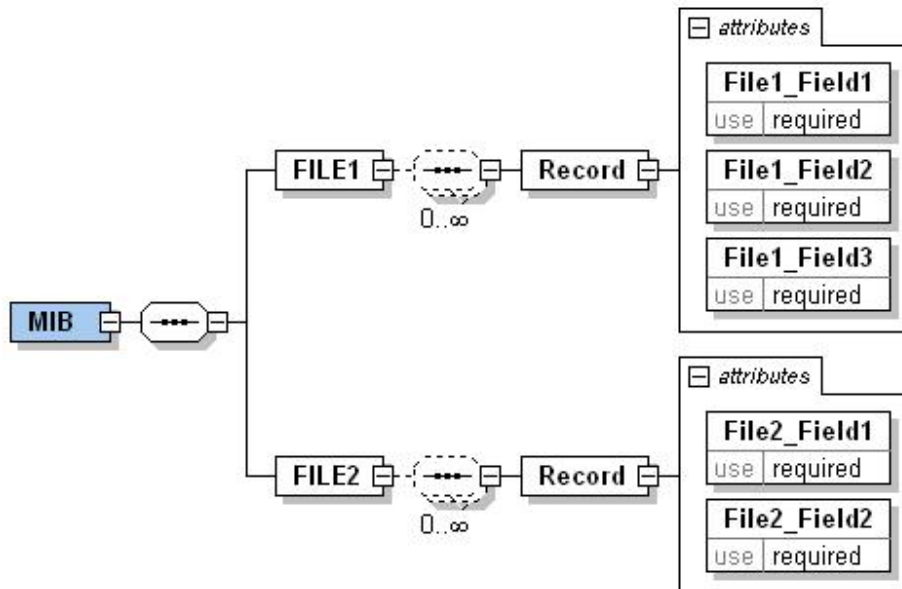 attributes
File1_Field1
use required
File1_Field2
use required
File1_Field3
use required
FILE1
Record
0..∞
MIB
attributes
File2_Field1
use required
File2_Field2
use required
FILE2
Record
0..∞